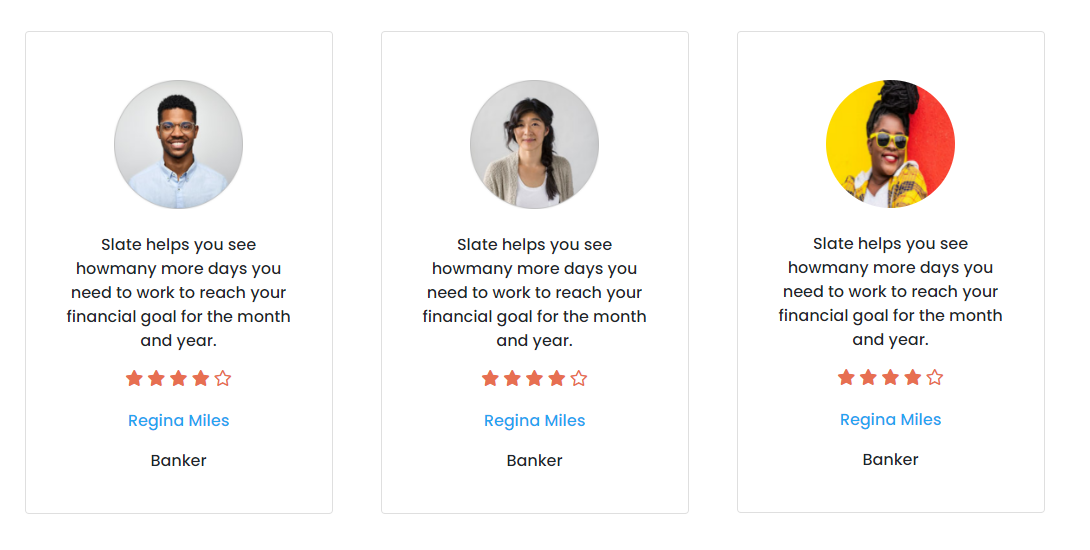 Slate helps you see
howmany more days you
need to work to reach your
financial goal for the month
and year.
Regina Miles
Banker
Slate helps you see
howmany more days you
need to work to reach your
financial goal for the month
and year.
Regina Miles
Banker
Slate helps you see
howmany more days you
need to work to reach your
financial goal for the month
and year.
Regina Miles
Banker